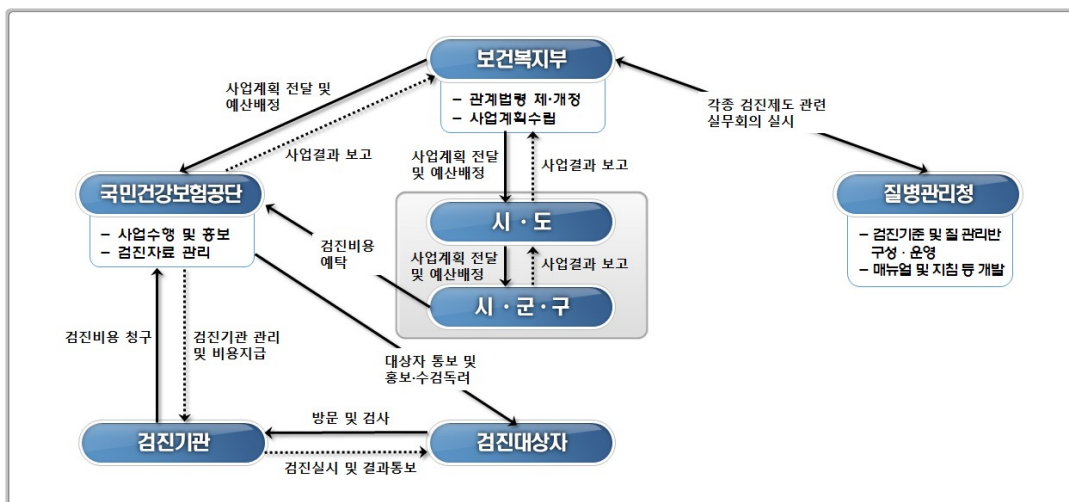 보건복지부
- 관계법령 제·개정
- 사업계획수립
사업계획 전달 및
예산배정
사업결과 보고
각종 검진제도 관련
실무회의 실시
사업계획 전달
및 예산배정
사업결과 보고
국민건강보험공단
- 사업수행 및 홍보
- 검진자료 관리
시·도
질병관리청
- 검진기준 및 질 관리반
구성·운영
- 매뉴얼 및 지침 등 개발
검진비용
예탁
사업계획 전달
및 예산배정
사업결과 보고
시·군·구
검진비용 청구
검진기관 관리
및 비용지급
대상자 통보 및
홍보·수검독려
방문 및 검사
검진기관
검진대상자
검진실시 및 결과통보